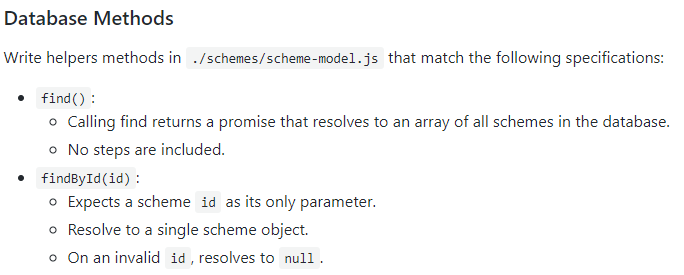 Database Methods
Write helpers methods in ./schemes/scheme-model.js that match the following specifications:
find():
Calling find returns a promise that resolves to an array of all schemes in the database.
No steps are included.
findById(id):
Expects a scheme id as its only parameter.
Resolve to a single scheme object.
On an invalid id, resolves to null.